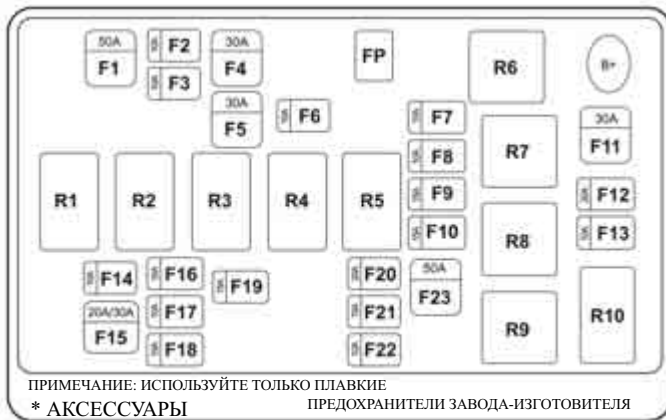 50A 30A
F1 F2 F4 FP R6 B+
F3
30A 30A
F5 F6 F7 R7 F11
F8
R1 R2 R3 R4 R5 F9 F12
F10 R8 F13
F14 F16 F19 F20 50A
20A/30A F17 F21 F23 R9 R10
F15 F18 F22
ПРИМЕЧАНИЕ: ИСПОЛЬЗУЙТЕ ТОЛЬКО ПЛАВКИЕ
* АКСЕССУАРЫ ПРЕДОХРАНИТЕЛИ ЗАВОДА-ИЗГОТОВИТЕЛЯ